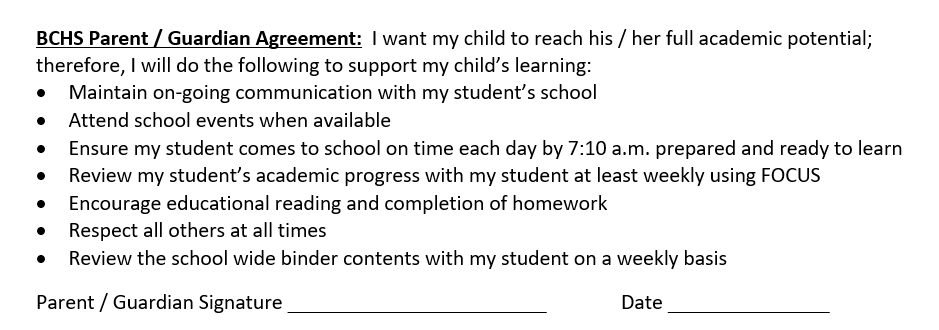 BCHS Parent / Guardian Agreement: I want my child to reach his / her full academic potential;
therefore, I will do the following to support my child's learning:
• Maintain on-going communication with my student's school
• Attend school events when available
• Ensure my student comes to school on time each day by 7:10 a.m. prepared and ready to learn
• Review my student's academic progress with my student at least weekly using FOCUS
• Encourage educational reading and completion of homework
• Respect all others at all times
• Review the school wide binder contents with my student on a weekly basis
Parent / Guardian Signature ________________________ Date _______________